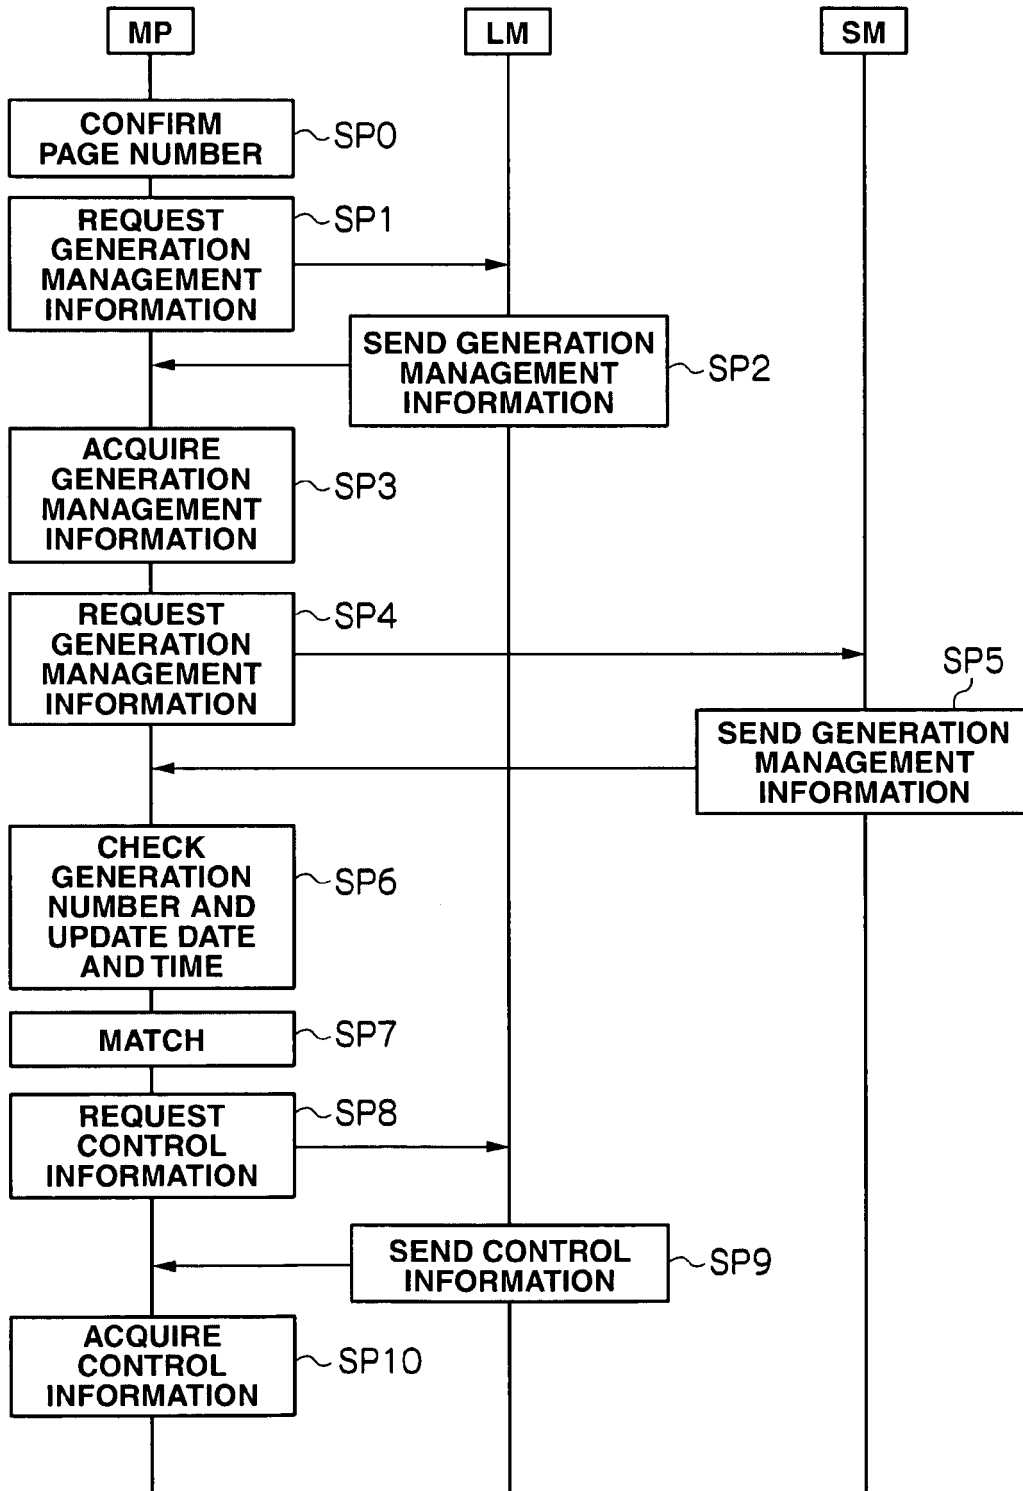 MP
LM
SM
CONFIRM
PAGE NUMBER
SP0
REQUEST
GENERATION
MANAGEMENT
INFORMATION
SP1
SEND GENERATION
MANAGEMENT
INFORMATION
SP2
ACQUIRE
GENERATION
MANAGEMENT
INFORMATION
SP3
REQUEST
GENERATION
MANAGEMENT
INFORMATION
SP4
SP5
SEND GENERATION
MANAGEMENT
INFORMATION
CHECK
GENERATION
NUMBER AND
UPDATE DATE
AND TIME
SP6
MATCH
SP7
REQUEST
CONTROL
INFORMATION
SP8
SEND CONTROL
INFORMATION
SP9
ACQUIRE
CONTROL
INFORMATION
SP10